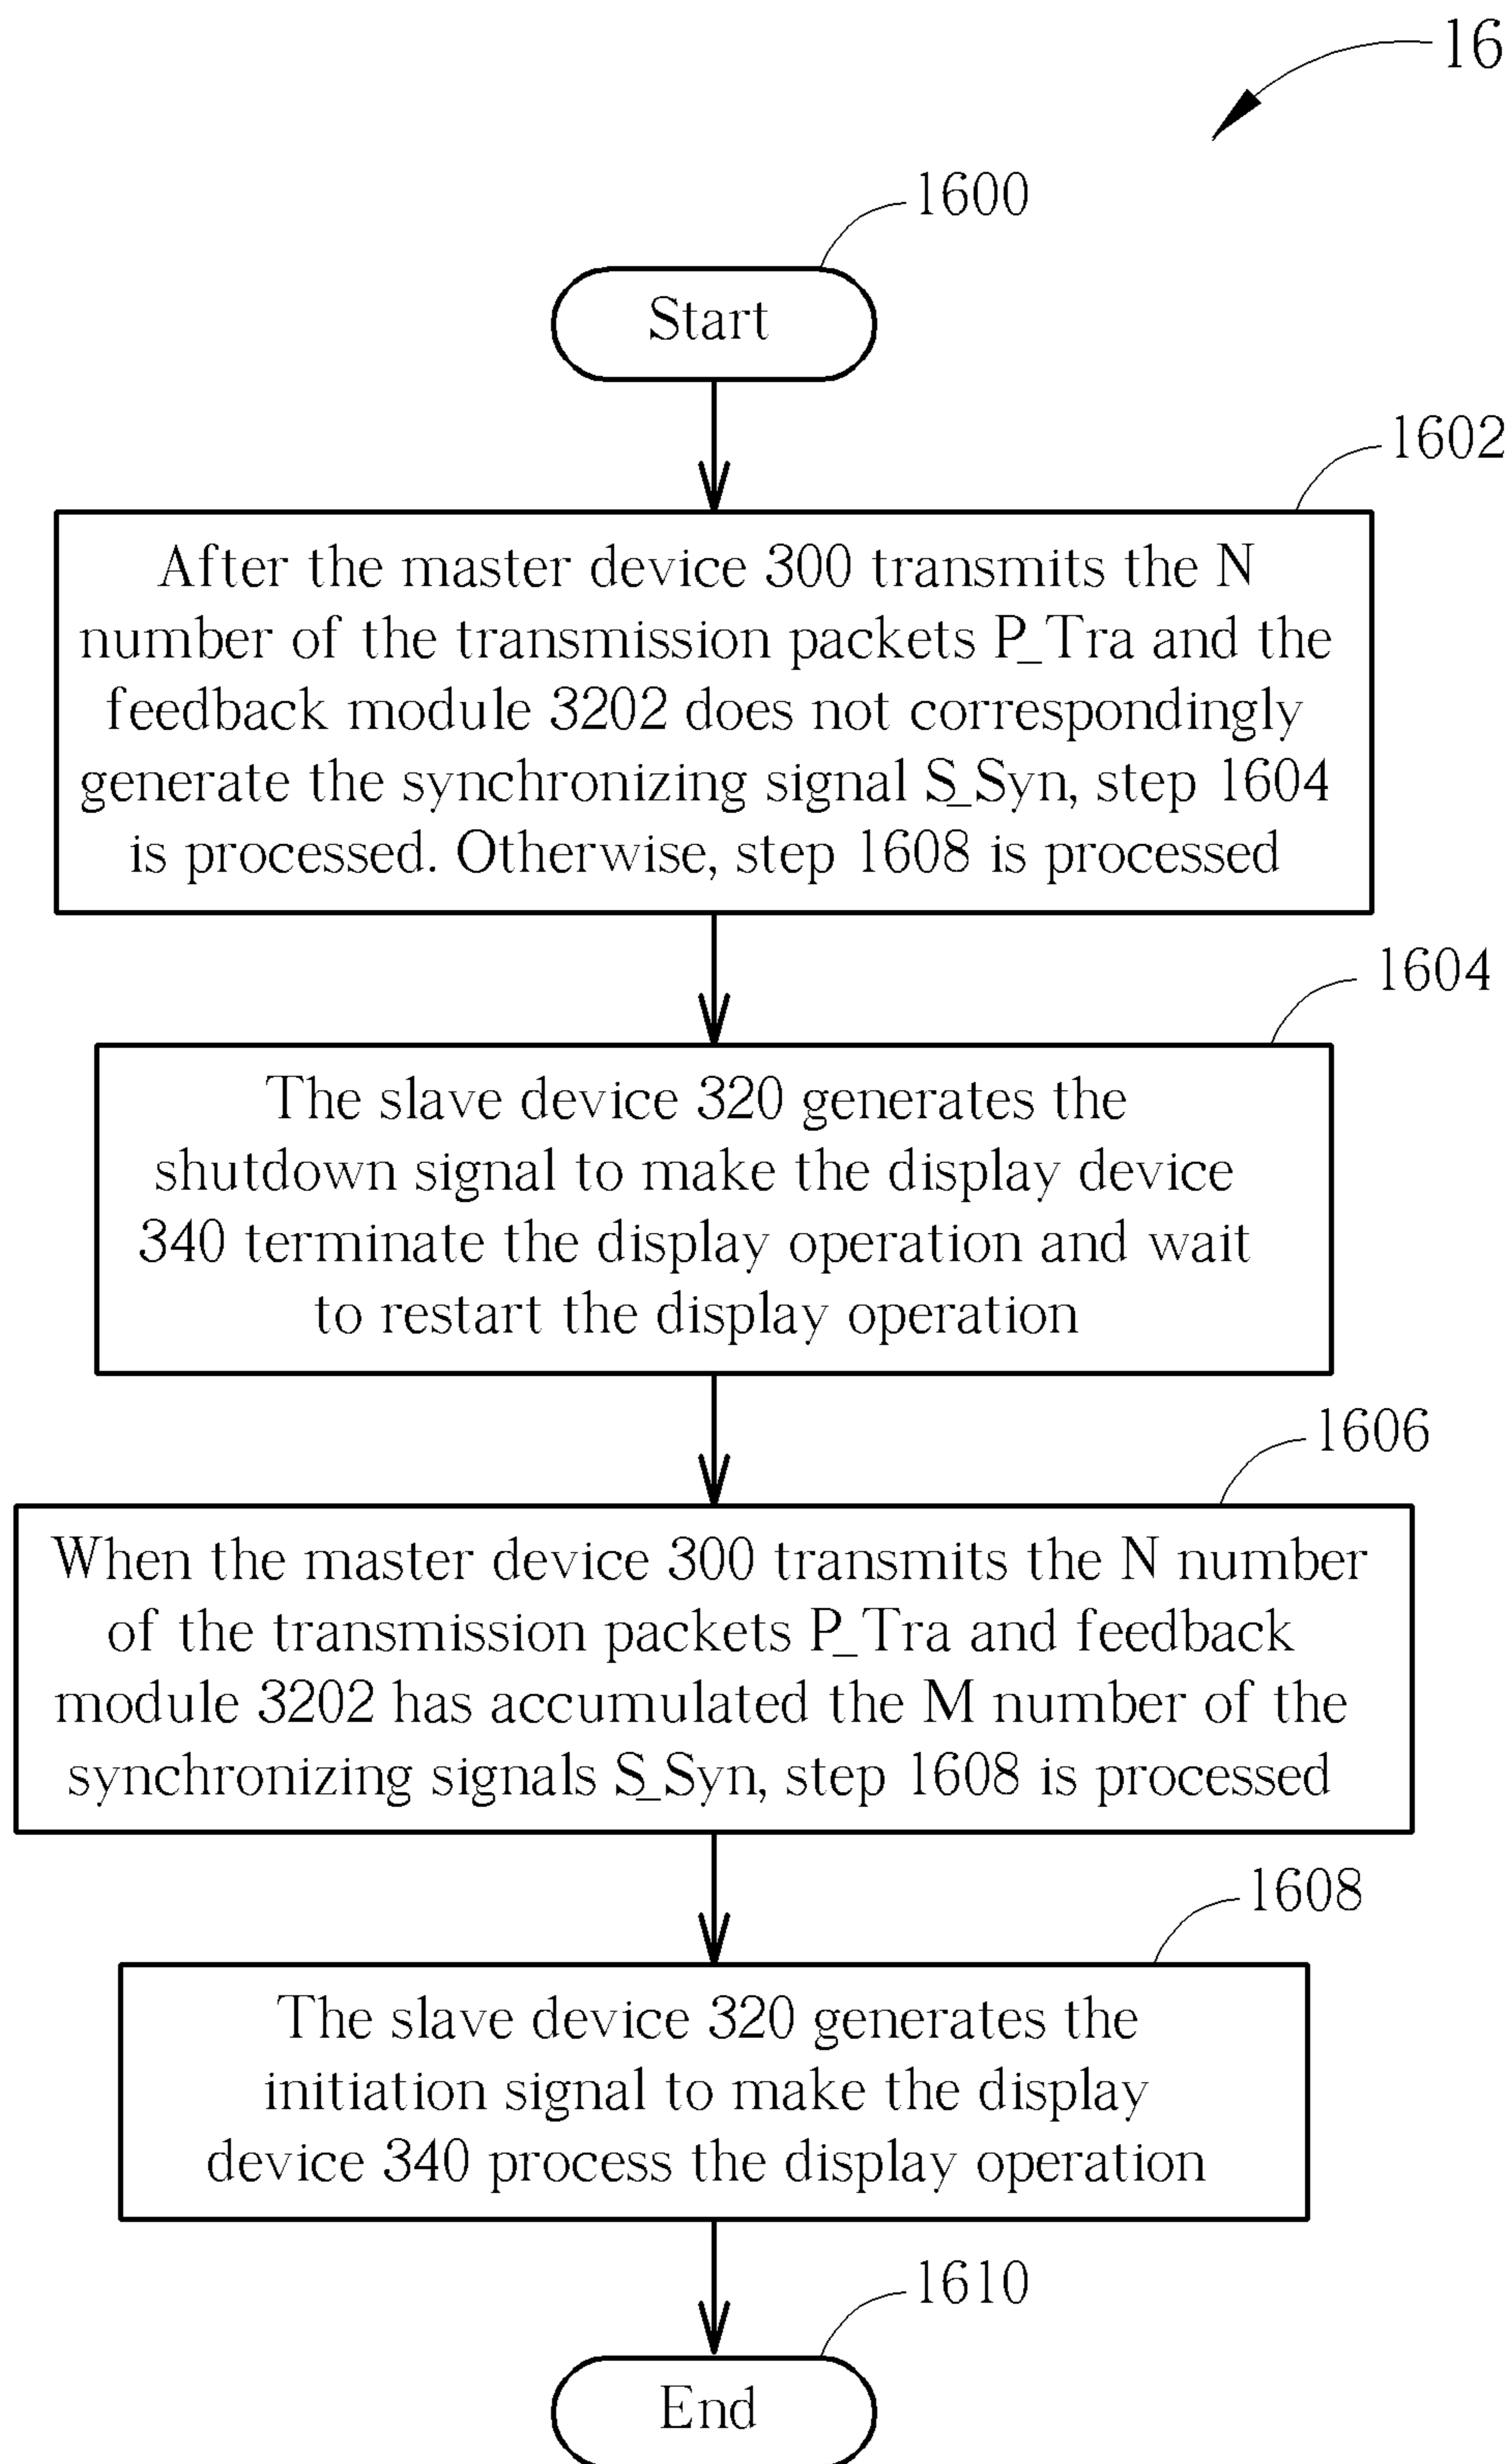 16
1600
Start
1602
After the master device 300 transmits the N
number of the transmission packets P_Tra and the
feedback module 3202 does not correspondingly
generate the synchronizing signal S_Syn, step 1604
is processed. Otherwise, step 1608 is processed
1604
The slave device 320 generates the
shutdown signal to make the display device
340 terminate the display operation and wait
to restart the display operation
1606
When the master device 300 transmits the N number
of the transmission packets P_Tra and feedback
module 3202 has accumulated the M number of the
synchronizing signals S_Syn, step 1608 is processed
1608
The slave device 320 generates the
initiation signal to make the display
device 340 process the display operation
1610
End